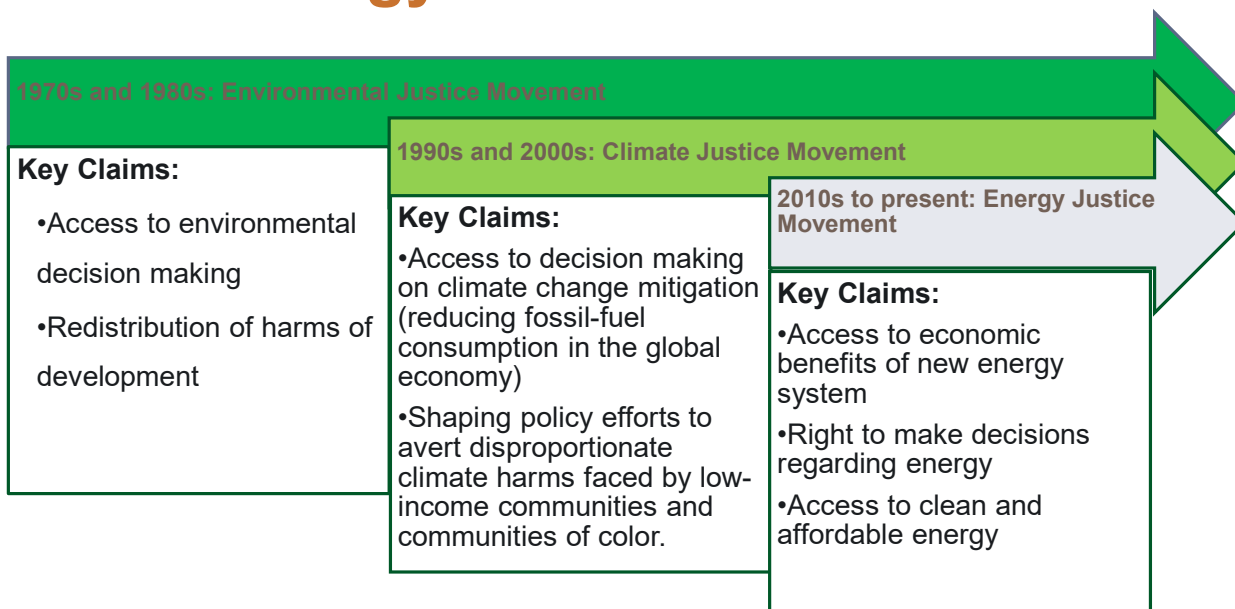 1970s and 1980s: Environmental Justice Movement
Key Claims:
•Access to environmental
decision making
•Redistribution of harms of
development
1990s and 2000s: Climate Justice Movement
Key Claims:
•Access to decision making
on climate change mitigation
(reducing fossil-fuel
consumption in the global
economy)
•Shaping policy efforts to
avert disproportionate
climate harms faced by low-
income communities and
communities of color.
2010s to present: Energy Justice
Movement
Key Claims:
•Access to economic
benefits of new energy
system
•Right to make decisions
regarding energy
•Access to clean and
affordable energy